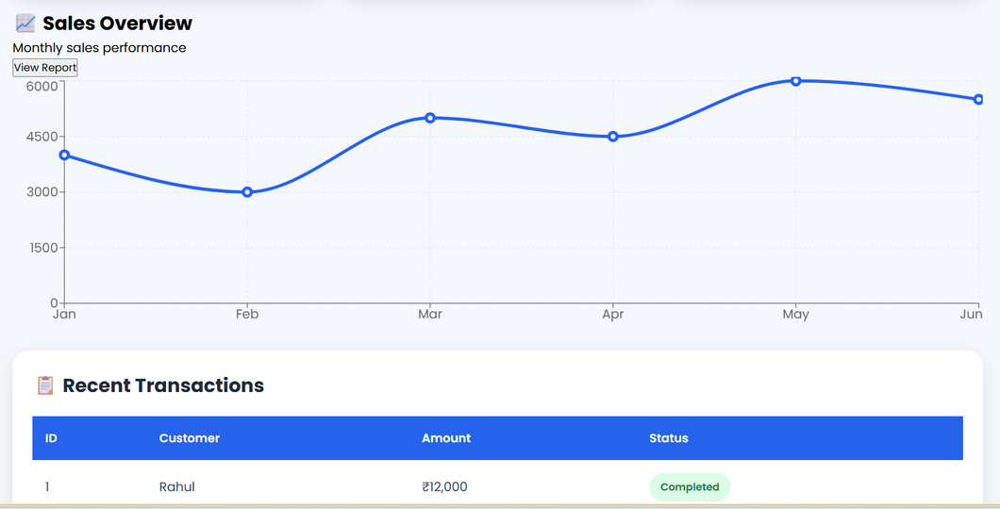 Sales Overview
Monthly sales performance
View Report
6000
4500
3000
1500
0
Jan Feb Mar Apr May Jun
Recent Transactions
ID Customer Amount Status
1 Rahul ₹12,000 Completed